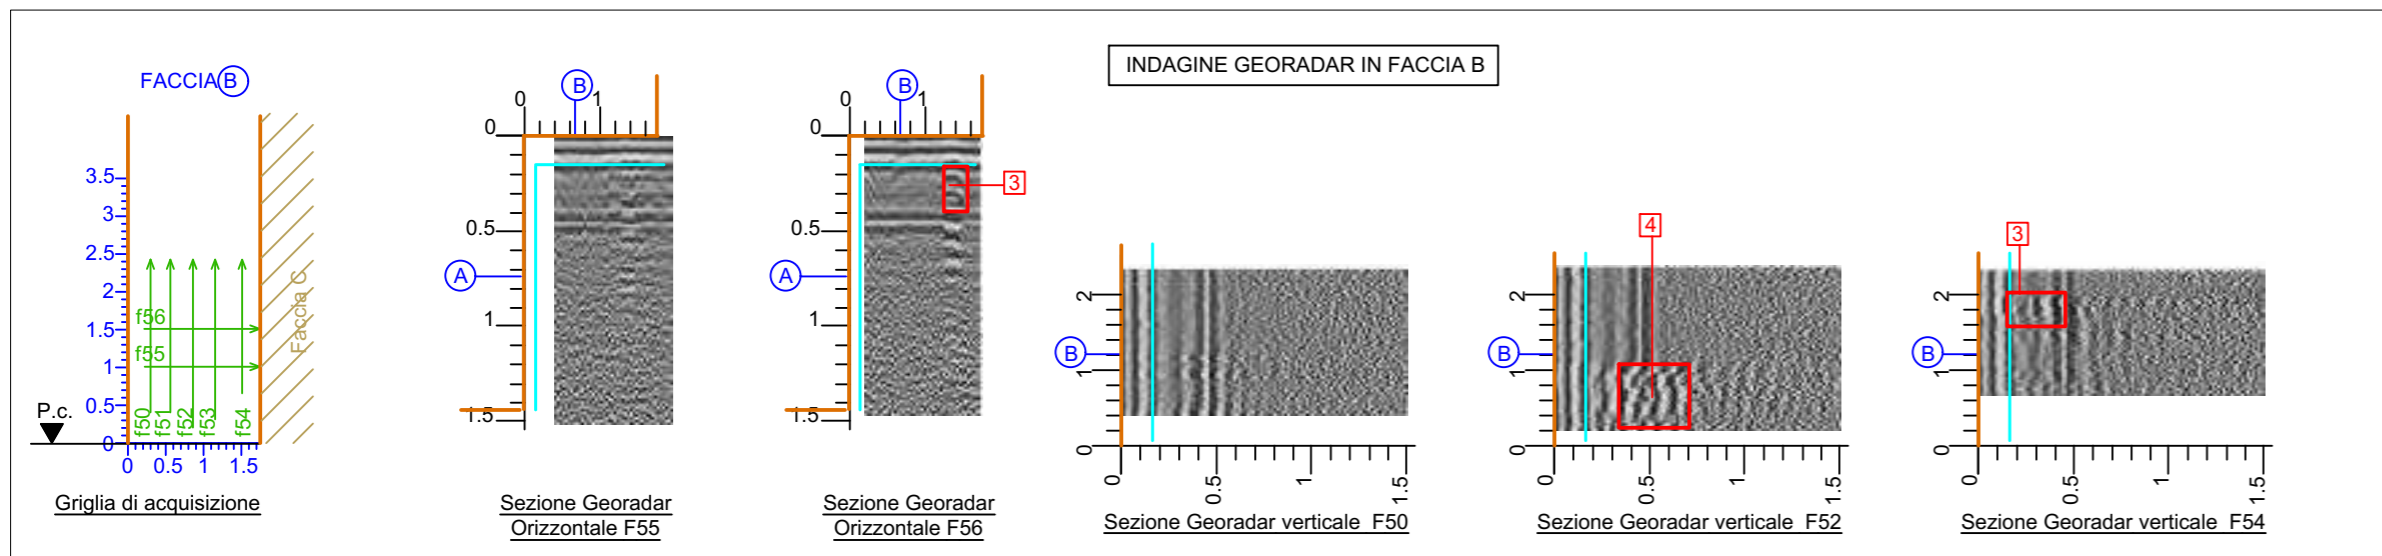 INDAGINE GEORADAR IN FACCIA B
FACCIA B
3.5
3
2.5
2
1.5
1
0.5
0
P.c.
f56
f55
f50
f51
f52
f53
f54
Faccia C
0 0.5 1 1.5
Griglia di acquisizione
B
0 1
0
0.5
A
1
1.5
Sezione Georadar
Orizzontale F55
B
0 1
0
3
0.5
A
1
1.5
Sezione Georadar
Orizzontale F56
2
B
1
0
0 0.5 1 1.5
Sezione Georadar verticale F50
4
2
B
1
0
0 0.5 1 1.5
Sezione Georadar verticale F52
3
2
B
1
0
0 0.5 1 1.5
Sezione Georadar verticale F54